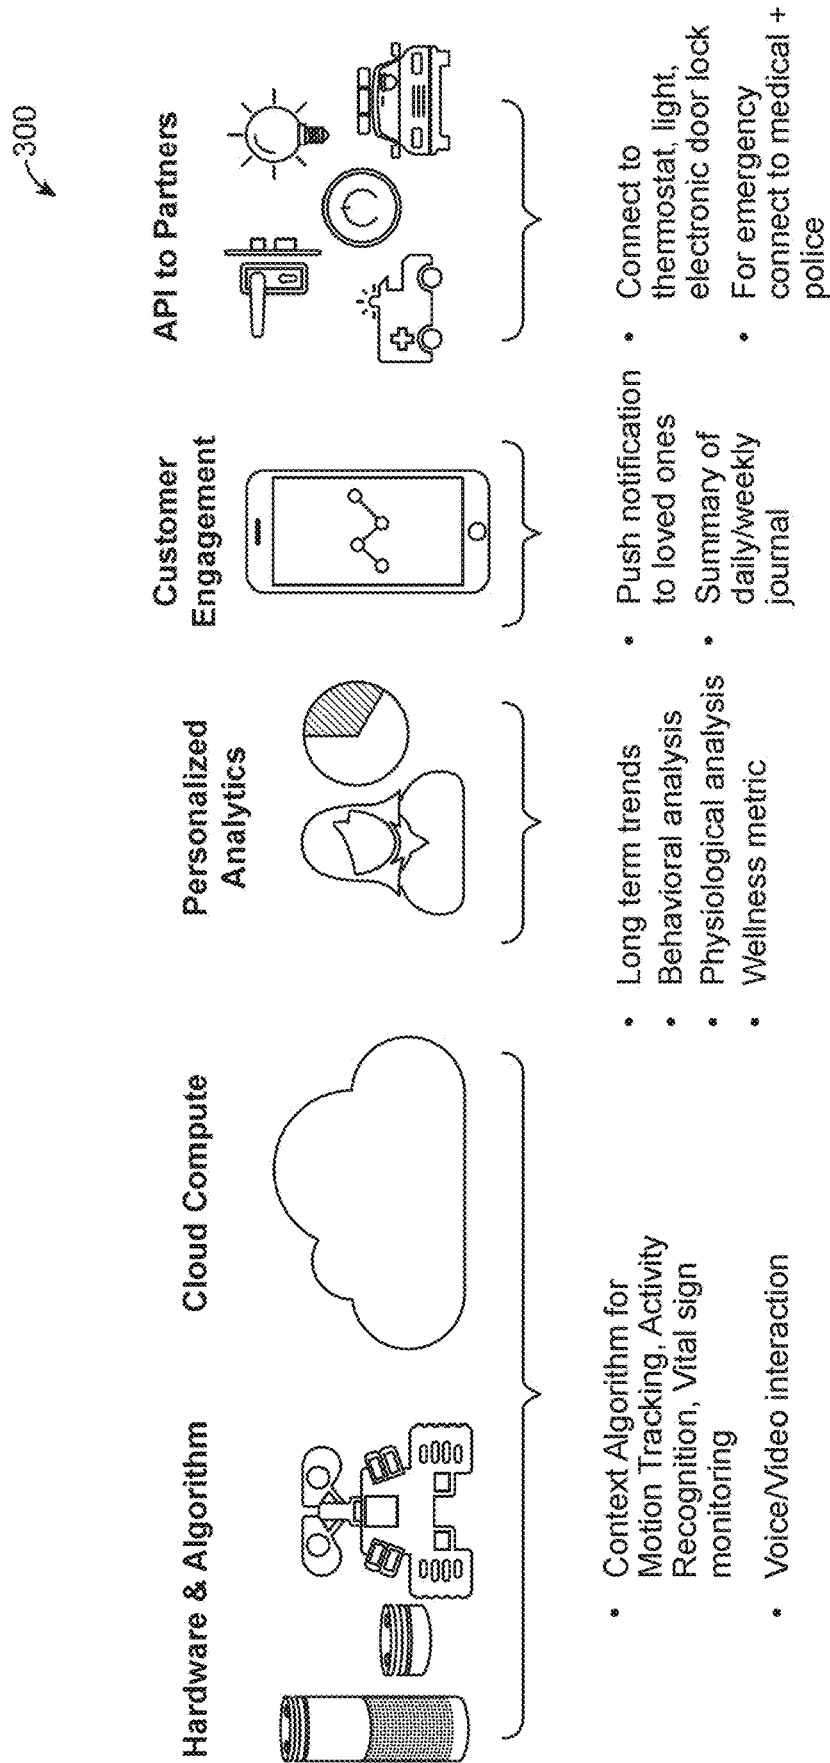 300
Hardware & Algorithm
Cloud Compute
Personalized
Analytics
Customer
Engagement
API to Partners
• Context Algorithm for
Motion Tracking, Activity
Recognition, Vital sign
monitoring
• Voice/Video interaction
• Long term trends
• Behavioral analysis
• Physiological analysis
• Wellness metric
• Push notification
to loved ones
• Summary of
daily/weekly
journal
• Connect to
thermostat, light,
electronic door lock
• For emergency
connect to medical +
police